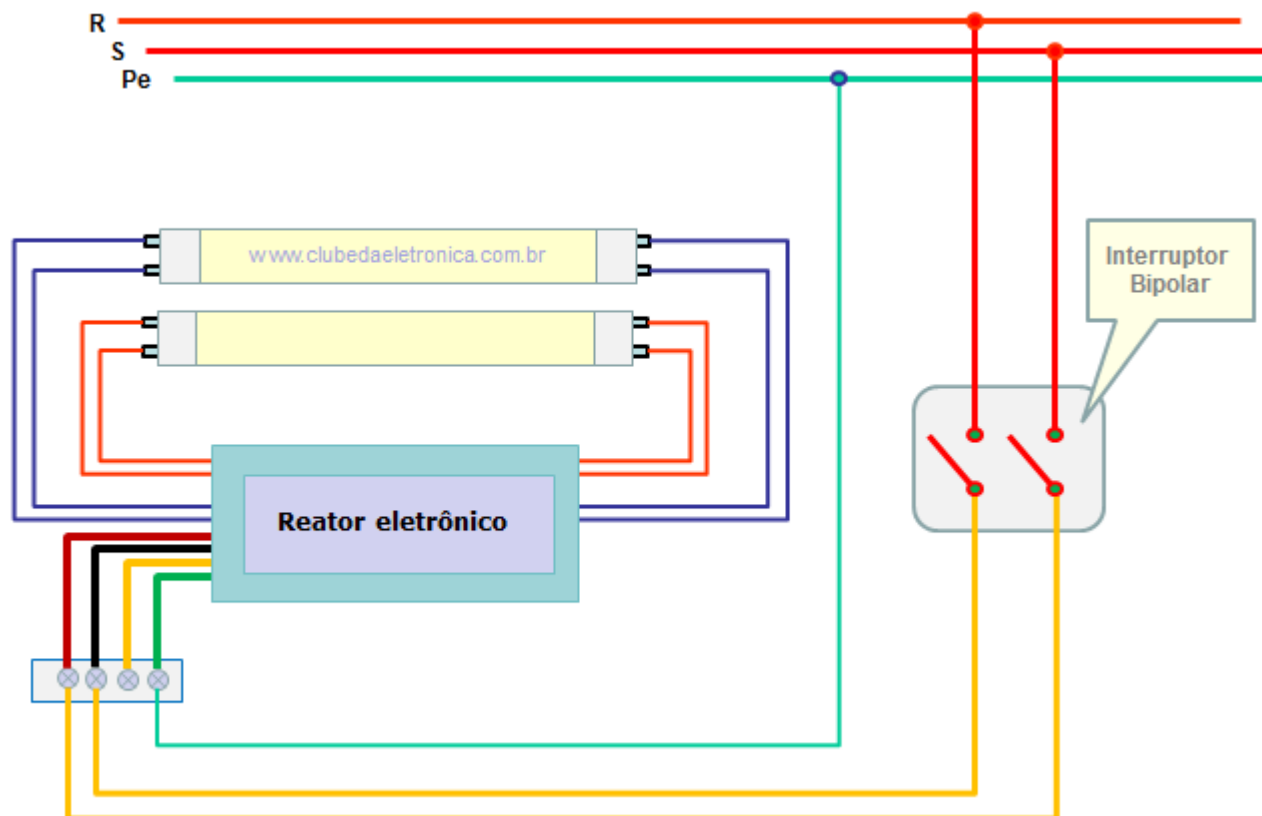 R
S
Pe
www.clubedaeletronica.com.br
Interruptor
Bipolar
Reator eletrônico